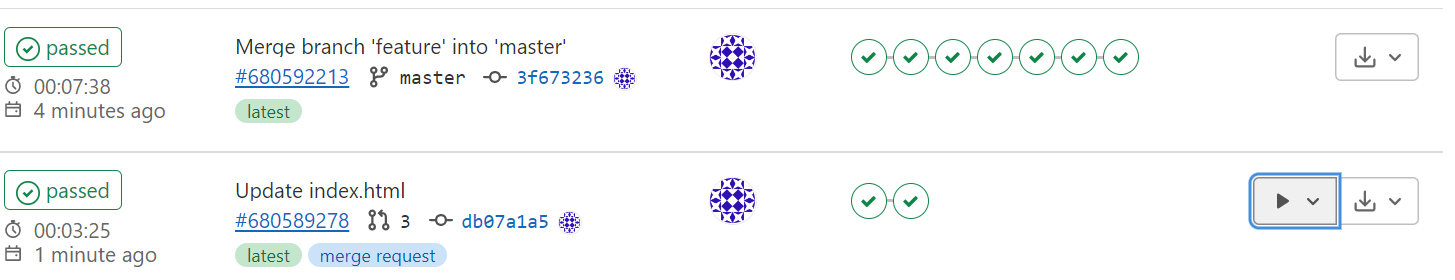 passed
Merge branch 'feature' into 'master'
00:07:38
#680592213 master 3f673236
4 minutes ago
latest
passed
Update index.html
00:03:25
#680589278 3 db07a1a5
1 minute ago
latest merge request